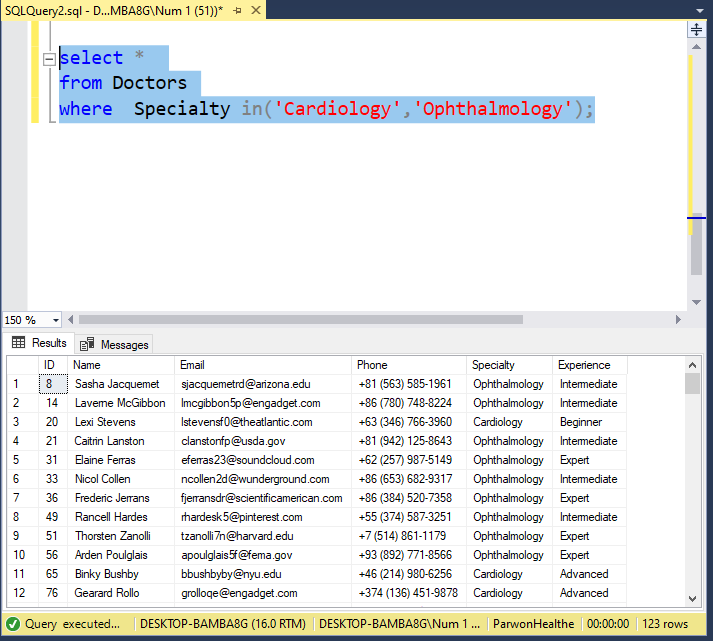 SQLQuery2.sql - D...MBA8G\Num 1 (51))*
select *
from Doctors
where  Specialty in('Cardiology','Ophthalmology');
150 %
Results Messages
ID Name Email Phone Specialty Experience
1 8 Sasha Jacquemet sjacquemetrd@arizona.edu +81 (563) 585-1961 Ophthalmology Intermediate
2 14 Laverne McGibbon lmcgibbon5p@engadget.com +86 (780) 748-8224 Ophthalmology Intermediate
3 20 Lexi Stevens lstevensf0@theatlantic.com +63 (346) 766-3960 Cardiology Beginner
4 21 Caitrin Lanston clanstonfp@usda.gov +81 (942) 125-8643 Ophthalmology Intermediate
5 31 Elaine Ferras eferras23@soundcloud.com +62 (257) 987-5149 Ophthalmology Expert
6 33 Nicol Collen ncollen2d@wunderground.com +86 (653) 682-9317 Ophthalmology Intermediate
7 36 Frederic Jerrans fjerransdr@scientificamerican.com +86 (384) 520-7358 Ophthalmology Expert
8 49 Rancell Hardes rhardesk5@pinterest.com +55 (374) 587-3251 Ophthalmology Intermediate
9 51 Thorsten Zanolli tzanolli7n@harvard.edu +7 (514) 861-1179 Ophthalmology Expert
10 56 Arden Poulglais apoulglais5f@fema.gov +93 (892) 771-8566 Ophthalmology Expert
11 65 Binky Bushby bbushbyby@nyu.edu +46 (214) 980-6256 Cardiology Advanced
12 76 Gearard Rollo grolloqe@engadget.com +374 (136) 451-9878 Cardiology Advanced
Query executed... DESKTOP-BAMBA8G (16.0 RTM) DESKTOP-BAMBA8G\Num 1 ... ParwonHealthe 00:00:00 123 rows